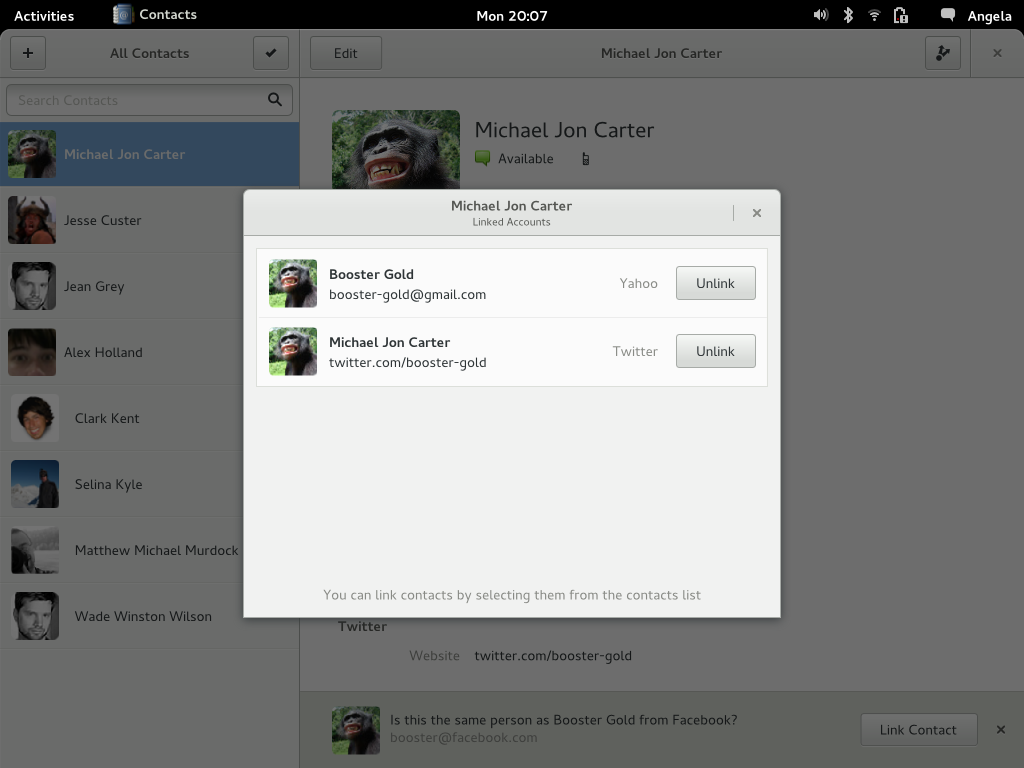 Activities Contacts Mon 20:07 Angela
All Contacts Edit Michael Jon Carter
Search Contacts
Michael Jon Carter
Jesse Custer
Jean Grey
Alex Holland
Clark Kent
Selina Kyle
Matthew Michael Murdock
Wade Winston Wilson
Michael Jon Carter
Available
Michael Jon Carter
Linked Accounts
Booster Gold
booster-gold@gmail.com
Yahoo Unlink
Michael Jon Carter
twitter.com/booster-gold
Twitter Unlink
You can link contacts by selecting them from the contacts list
Twitter
Website twitter.com/booster-gold
Is this the same person as Booster Gold from Facebook?
booster@facebook.com
Link Contact